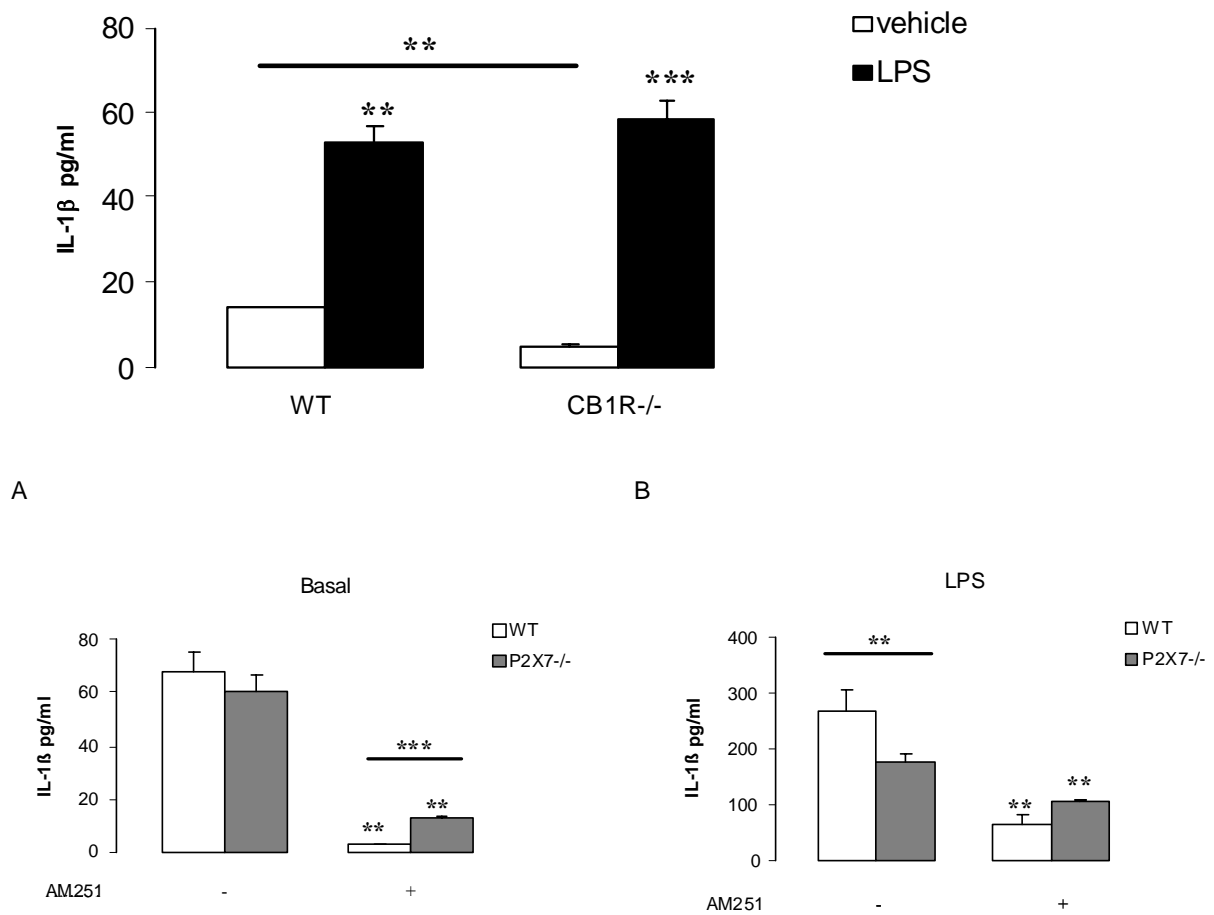 80
60
40
20
0
IL-1β pg/ml
**
**
***
vehicle
LPS
WT
CB1R-/-
A
B
Basal
80
60
40
20
0
IL-1ß pg/ml
***
**
**
WT
P2X7-/-
AM251
-
+
LPS
400
300
200
100
0
IL-1ß pg/ml
**
**
**
WT
P2X7-/-
AM251
-
+